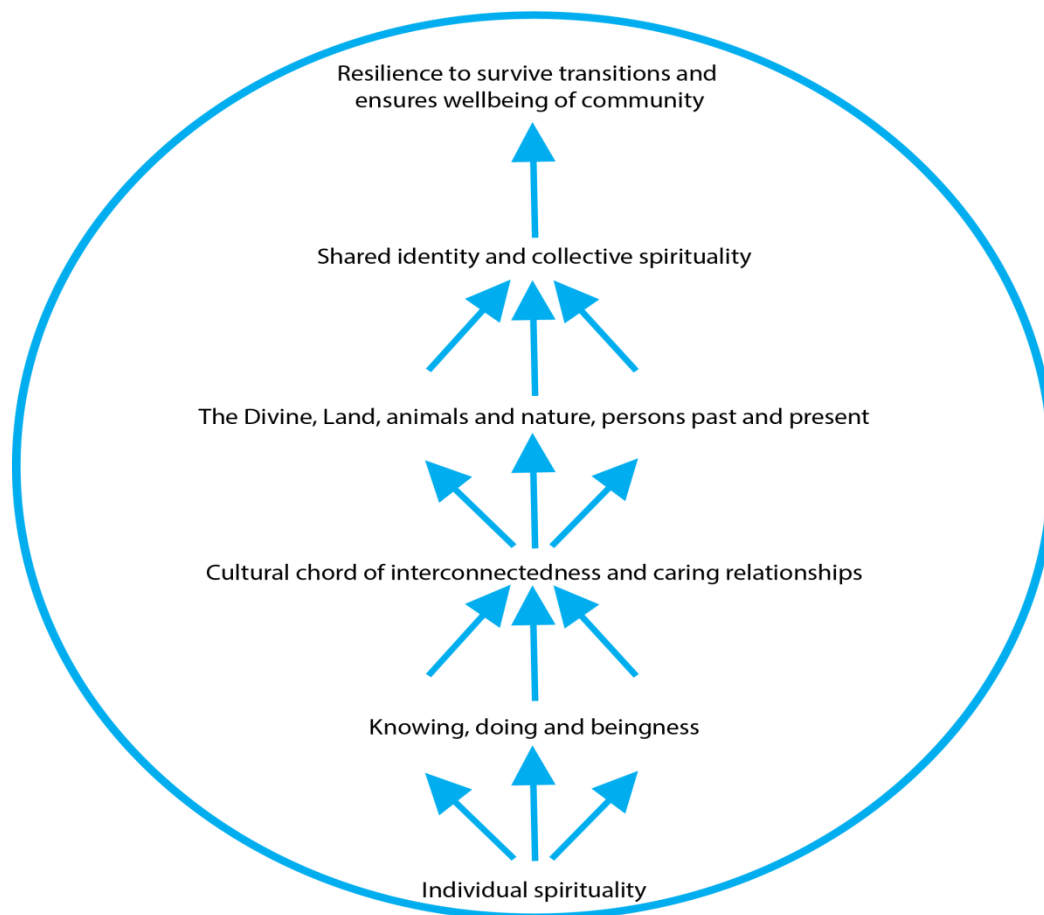 Resilience to survive transitions and
ensures wellbeing of community
Shared identity and collective spirituality
The Divine, Land, animals and nature, persons past and present
Cultural chord of interconnectedness and caring relationships
Knowing, doing and beingness
Individual spirituality